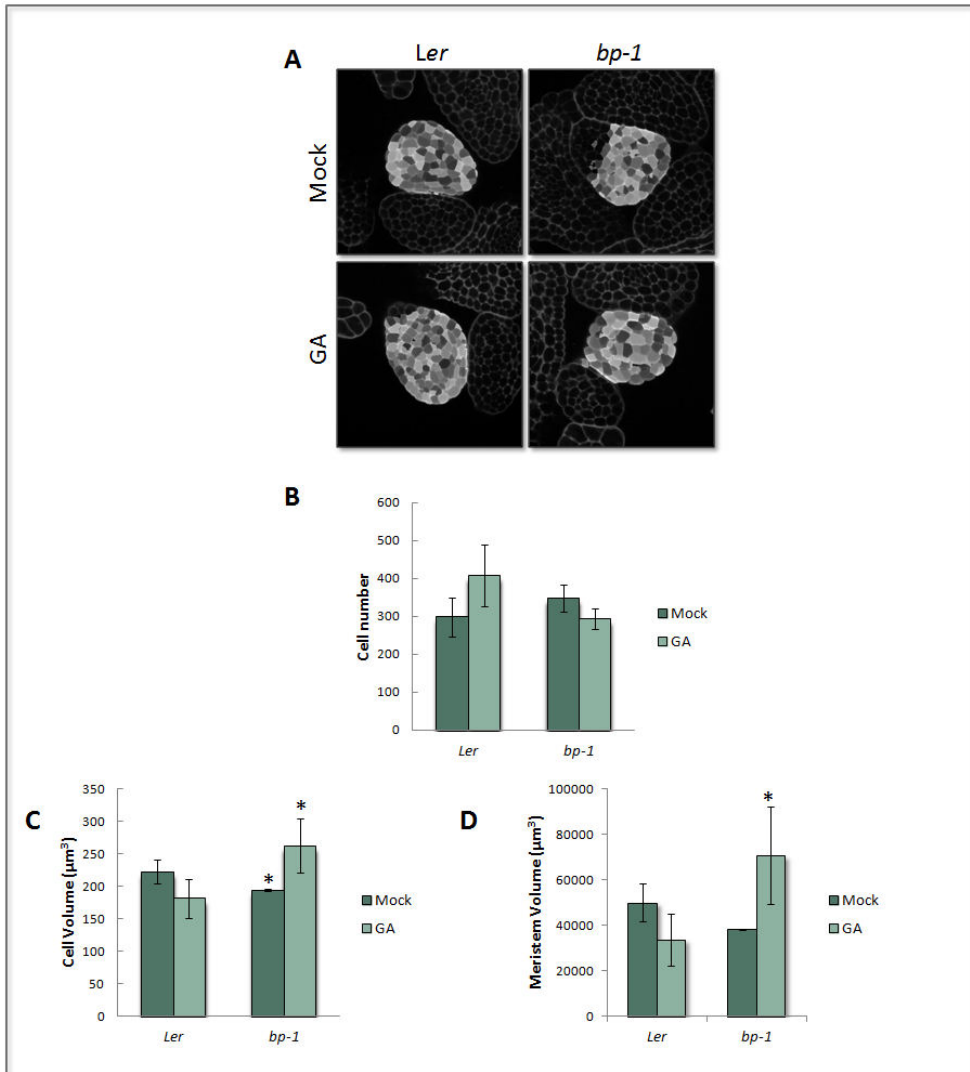 A
Ler
bp-1
Mock
GA
B
600
500
400
300
200
100
0
Cell number
Ler
bp-1
Mock
GA
C
350
300
250
200
150
100
50
0
Cell Volume (µm³)
*
*
Ler
bp-1
Mock
GA
D
100000
80000
60000
40000
20000
0
Meristem Volume (µm³)
*
Ler
bp-1
Mock
GA